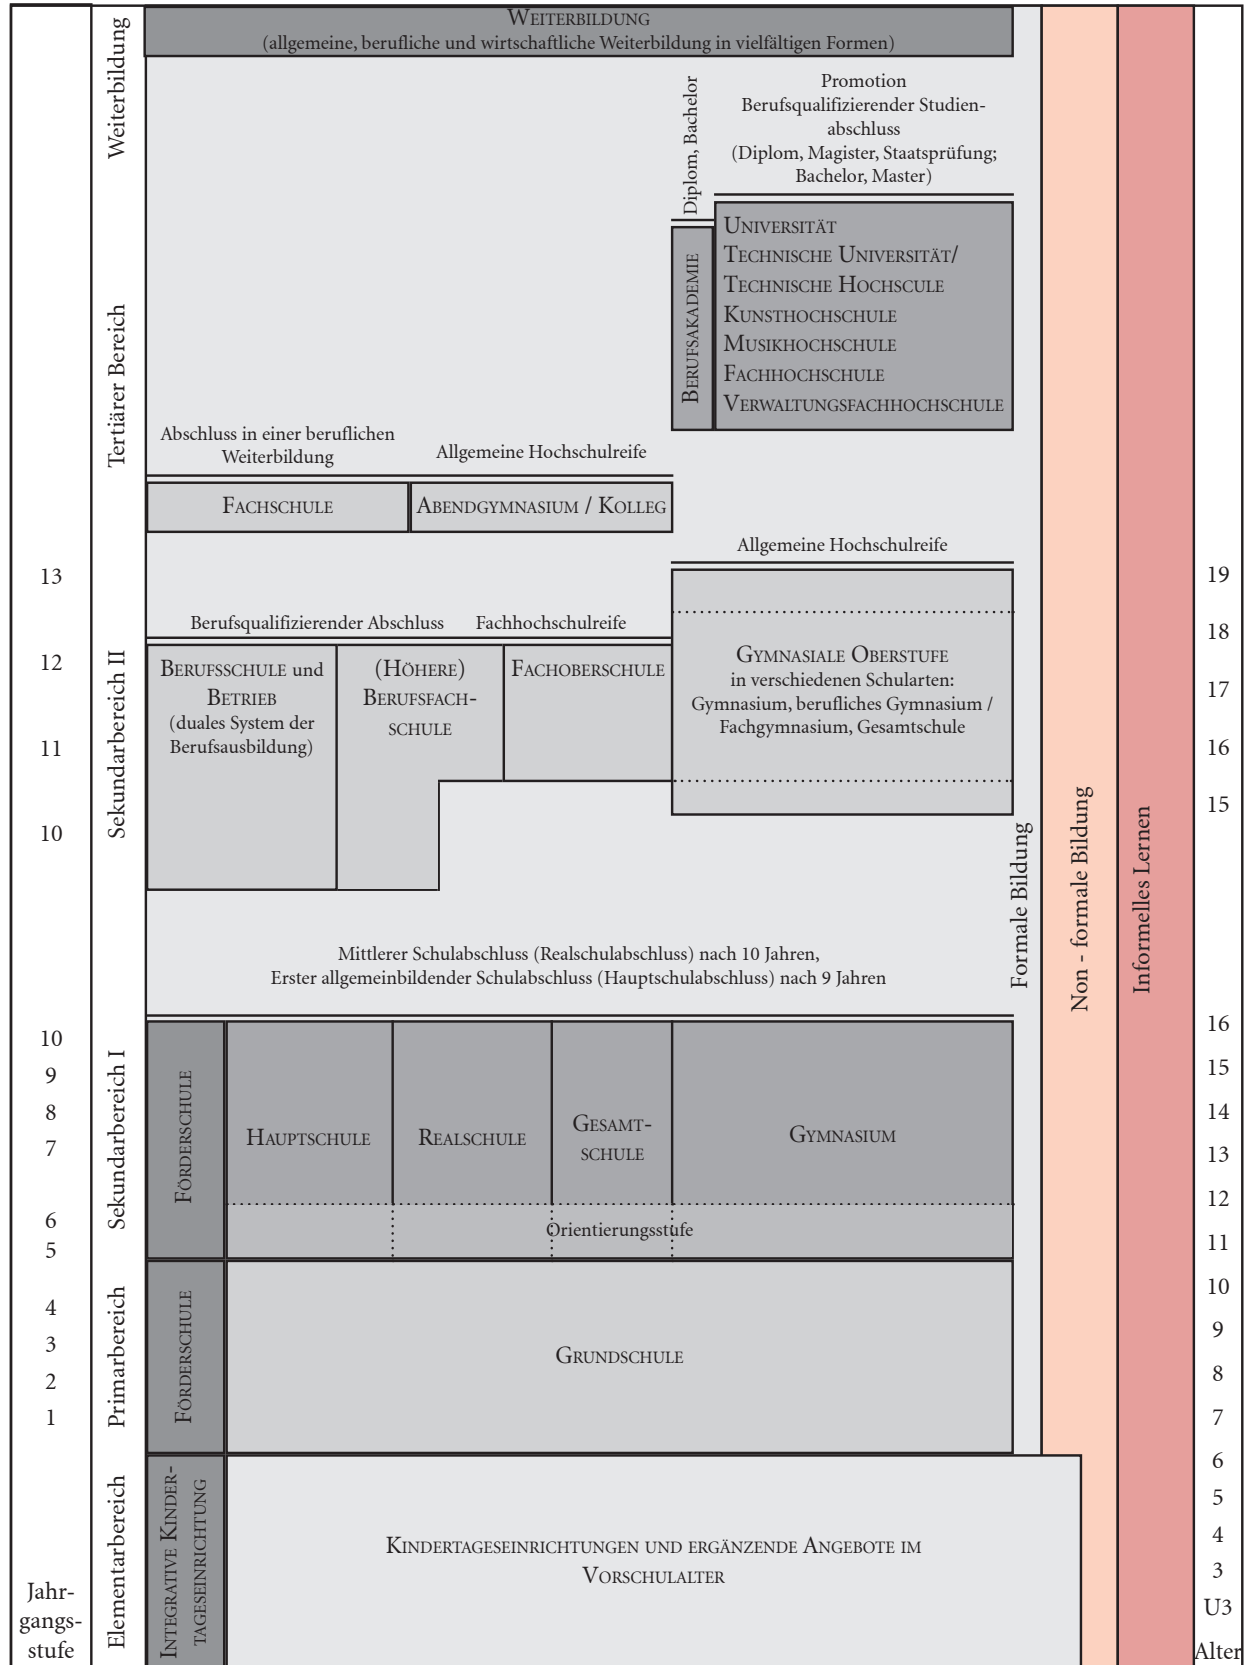 Weiterbildung
WEITERBILDUNG
(allgemeine, berufliche und wirtschaftliche Weiterbildung in vielfältigen Formen)
Diplom, Bachelor
Promotion
Berufsqualifizierender Studien-
abschluss
(Diplom, Magister, Staatsprüfung;
Bachelor, Master)
Tertiärer Bereich
BERUFSAKADEMIE
UNIVERSITÄT
TECHNISCHE UNIVERSITÄT/
TECHNISCHE HOCHSCULE
KUNSTHOCHSCHULE
MUSIKHOCHSCHULE
FACHHOCHSCHULE
VERWALTUNGSFACHHOCHSCHULE
Abschluss in einer beruflichen
Weiterbildung
Allgemeine Hochschulreife
FACHSCHULE
ABENDGYMNASIUM / KOLLEG
Allgemeine Hochschulreife
13
12
11
10
Sekundarbereich II
Berufsqualifizierender Abschluss
Fachhochschulreife
BERUFSSCHULE und
BETRIEB
(duales System der
Berufsausbildung)
(HÖHERE)
BERUFSFACH-
SCHULE
FACHOBERSCHULE
GYMNASIALE OBERSTUFE
in verschiedenen Schularten:
Gymnasium, berufliches Gymnasium /
Fachgymnasium, Gesamtschule
19
18
17
16
15
Formale Bildung
Non - formale Bildung
Informelles Lernen
Mittlerer Schulabschluss (Realschulabschluss) nach 10 Jahren,
Erster allgemeinbildender Schulabschluss (Hauptschulabschluss) nach 9 Jahren
10
9
8
7
6
5
Sekundarbereich I
FÖRDERSCHULE
HAUPTSCHULE
REALSCHULE
GESAMT-
SCHULE
GYMNASIUM
Orientierungsstufe
16
15
14
13
12
11
4
3
2
1
Primarbereich
FÖRDERSCHULE
GRUNDSCHULE
10
9
8
7
6
Jahr-
gangs-
stufe
Elementarbereich
INTEGRATIVE KINDER-
TAGESEINRICHTUNG
KINDERTAGESEINRICHTUNGEN UND ERGÄNZENDE ANGEBOTE IM
VORSCHULALTER
5
4
3
U3
Alter